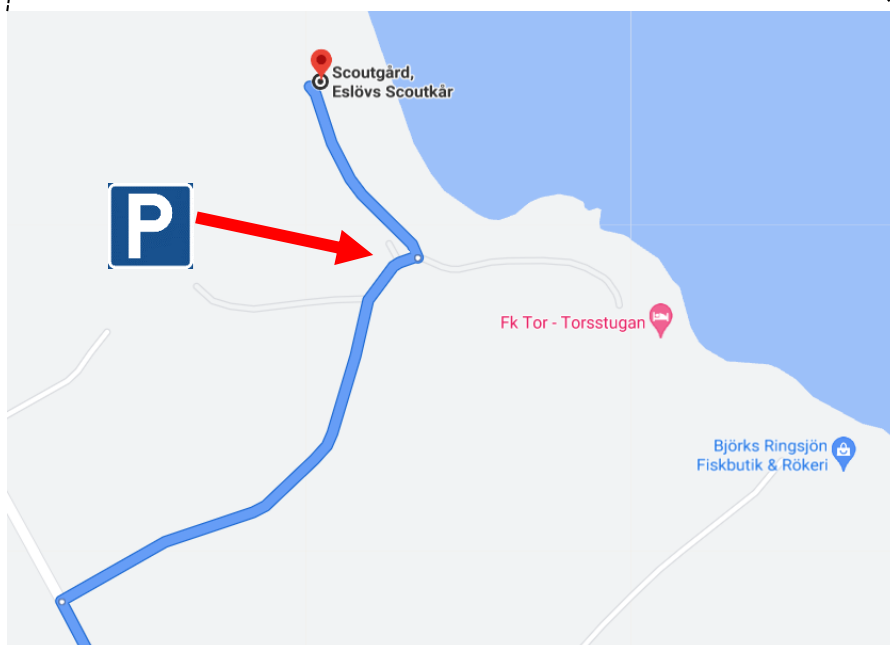 Scoutgård,
Eslövs Scoutkår
P
Fk Tor - Torsstugan
Björks Ringsjön
Fiskbutik & Rökeri